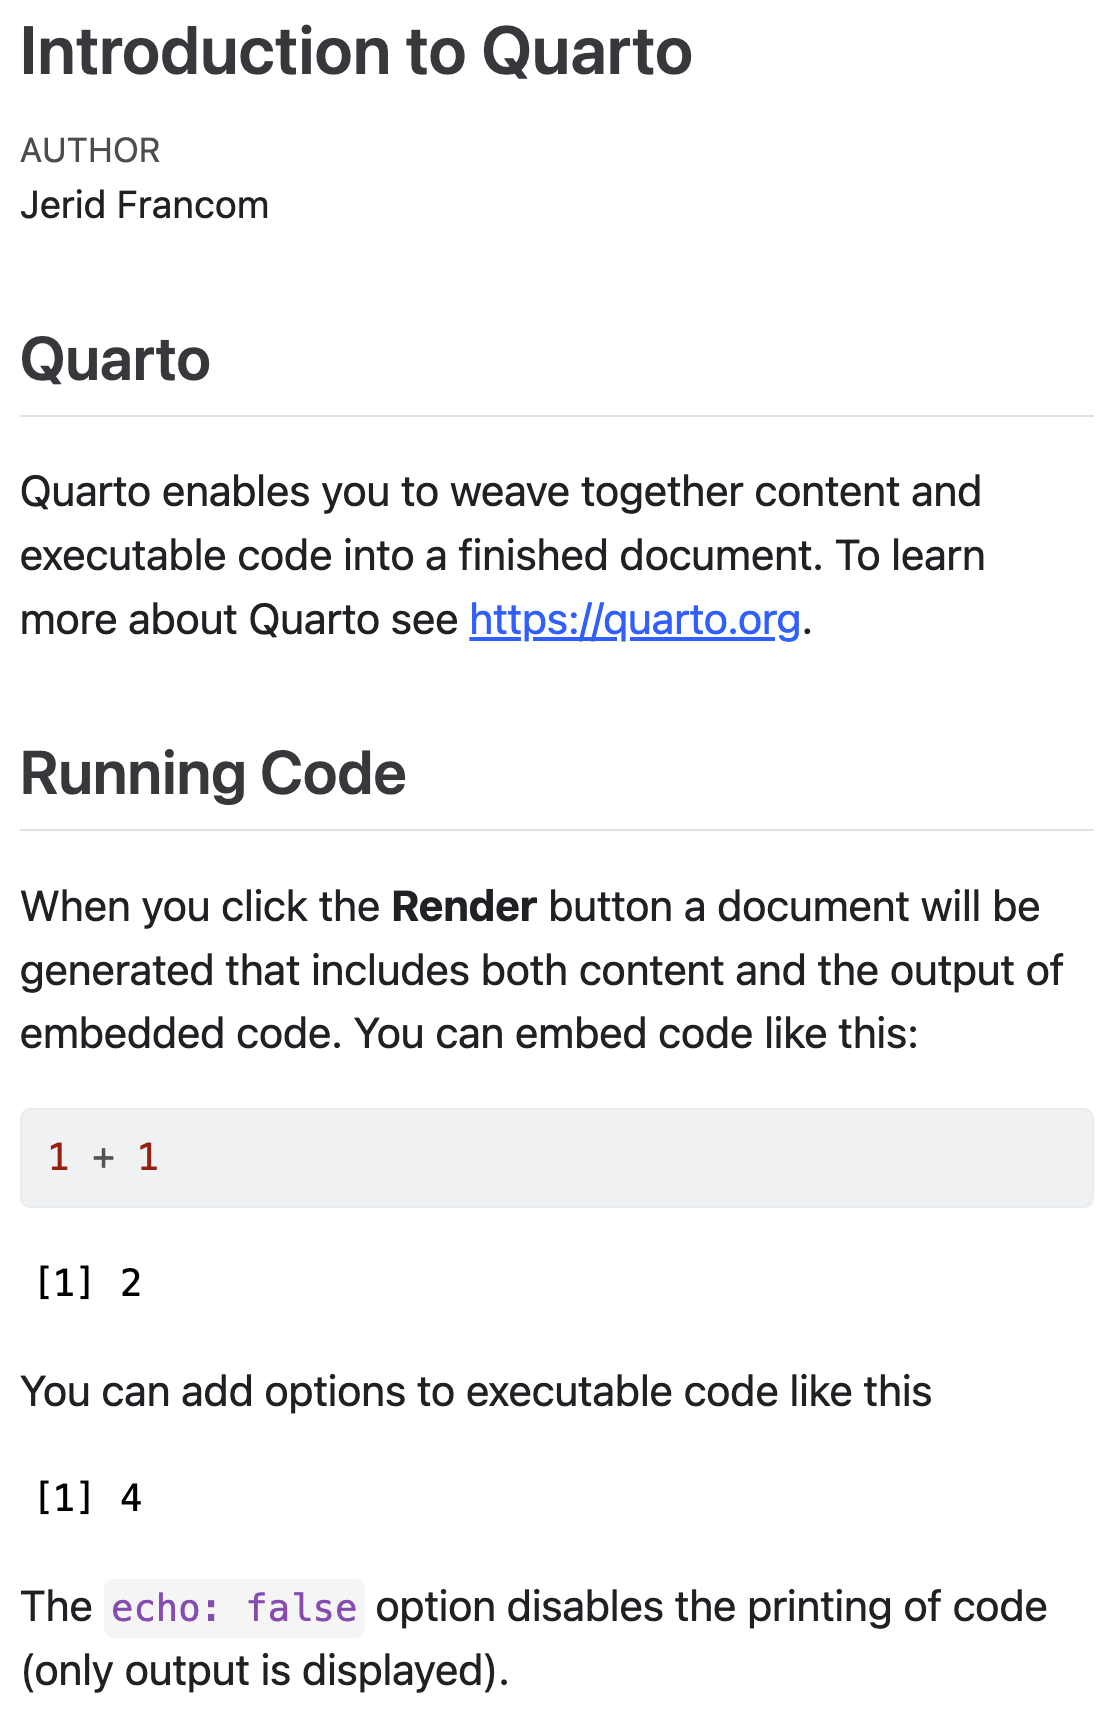 Introduction to Quarto
AUTHOR
Jerid Francom
Quarto
Quarto enables you to weave together content and
executable code into a finished document. To learn
more about Quarto see https://quarto.org.
Running Code
When you click the Render button a document will be
generated that includes both content and the output of
embedded code. You can embed code like this:
1 + 1
[1] 2
You can add options to executable code like this
[1] 4
The echo: false option disables the printing of code
(only output is displayed).